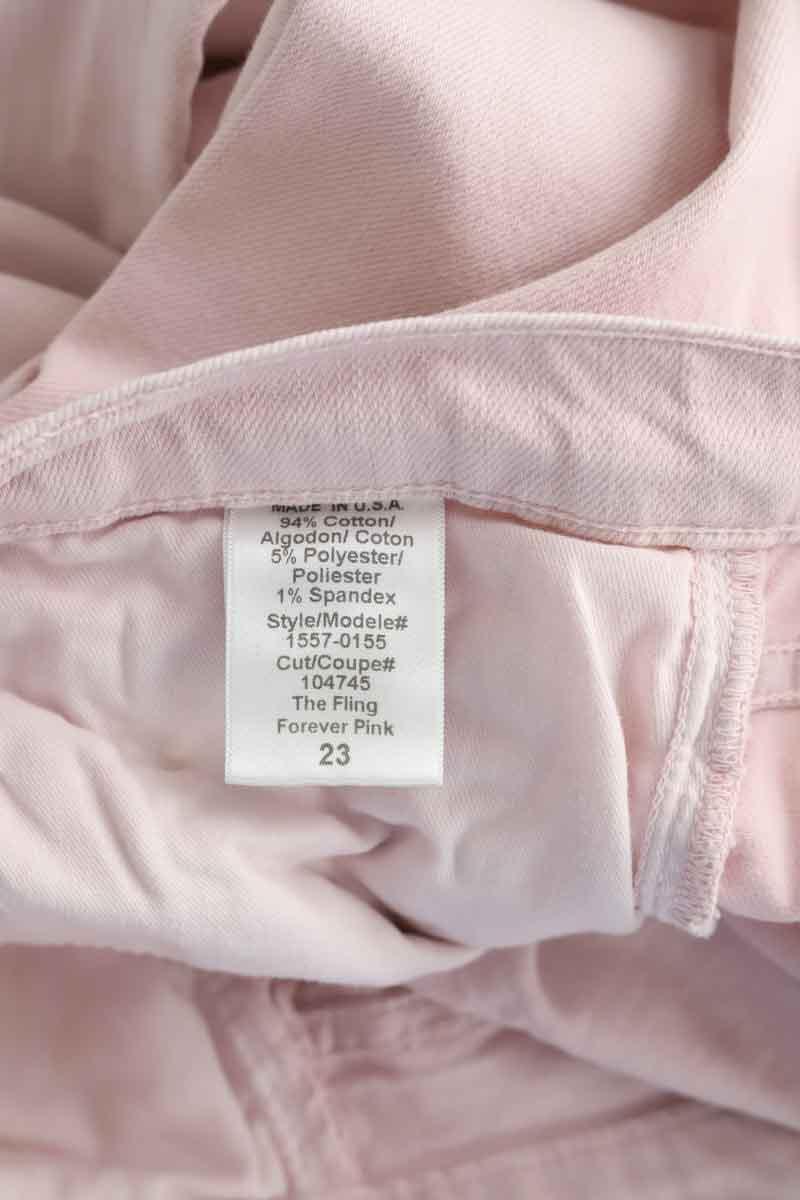 MADE IN U.S.A.
94% Cotton/
Algodon/ Coton
5% Polyester/
Poliester
1% Spandex
Style/Modele#
1557-0155
Cut/Coupe#
104745
The Fling
Forever Pink
23